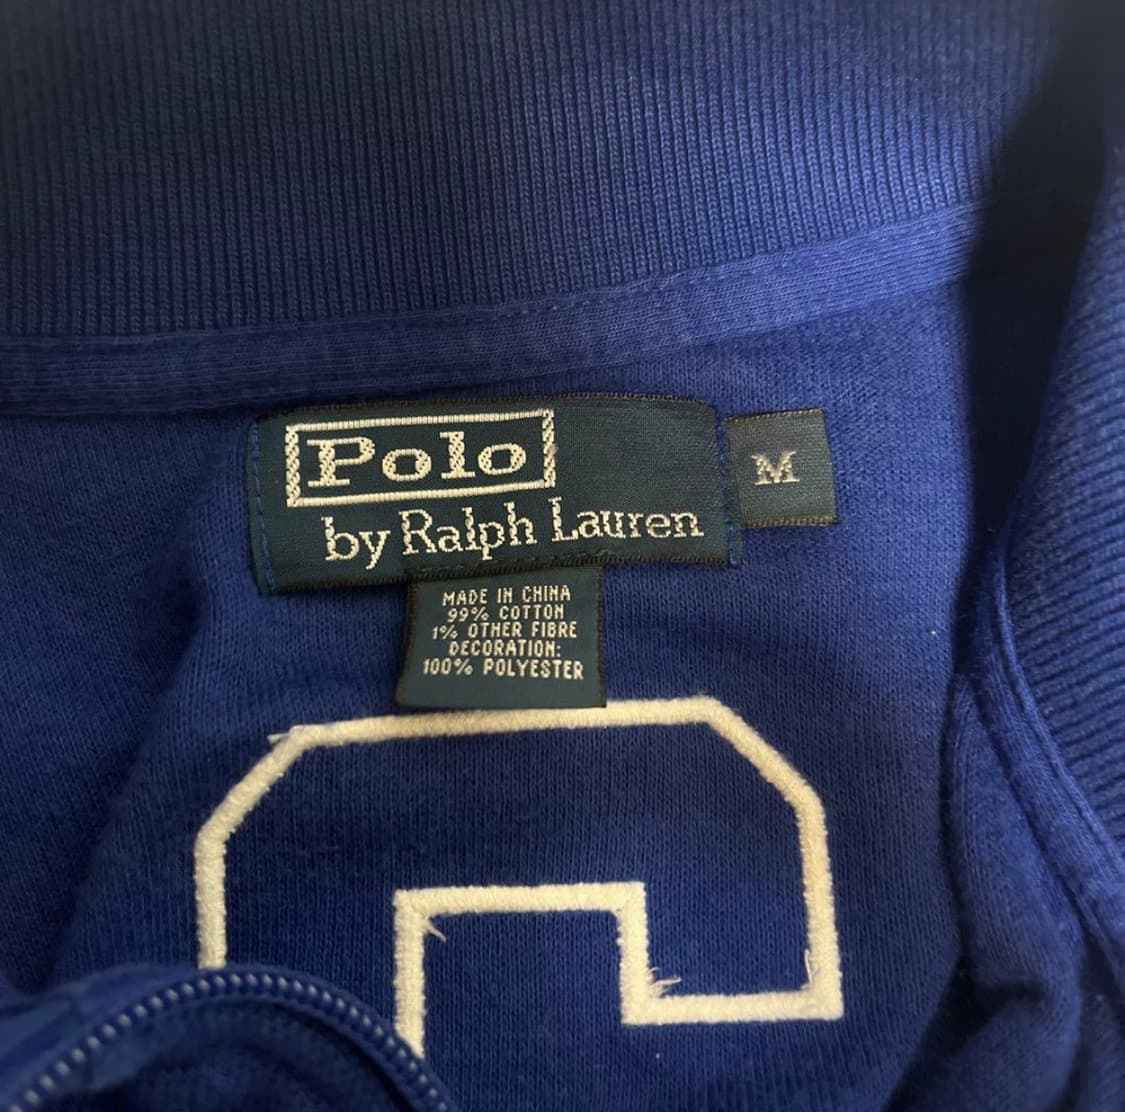 Polo
by Ralph Lauren
M
MADE IN CHINA
99% COTTON
1% OTHER FIBRE
DECORATION:
100% POLYESTER